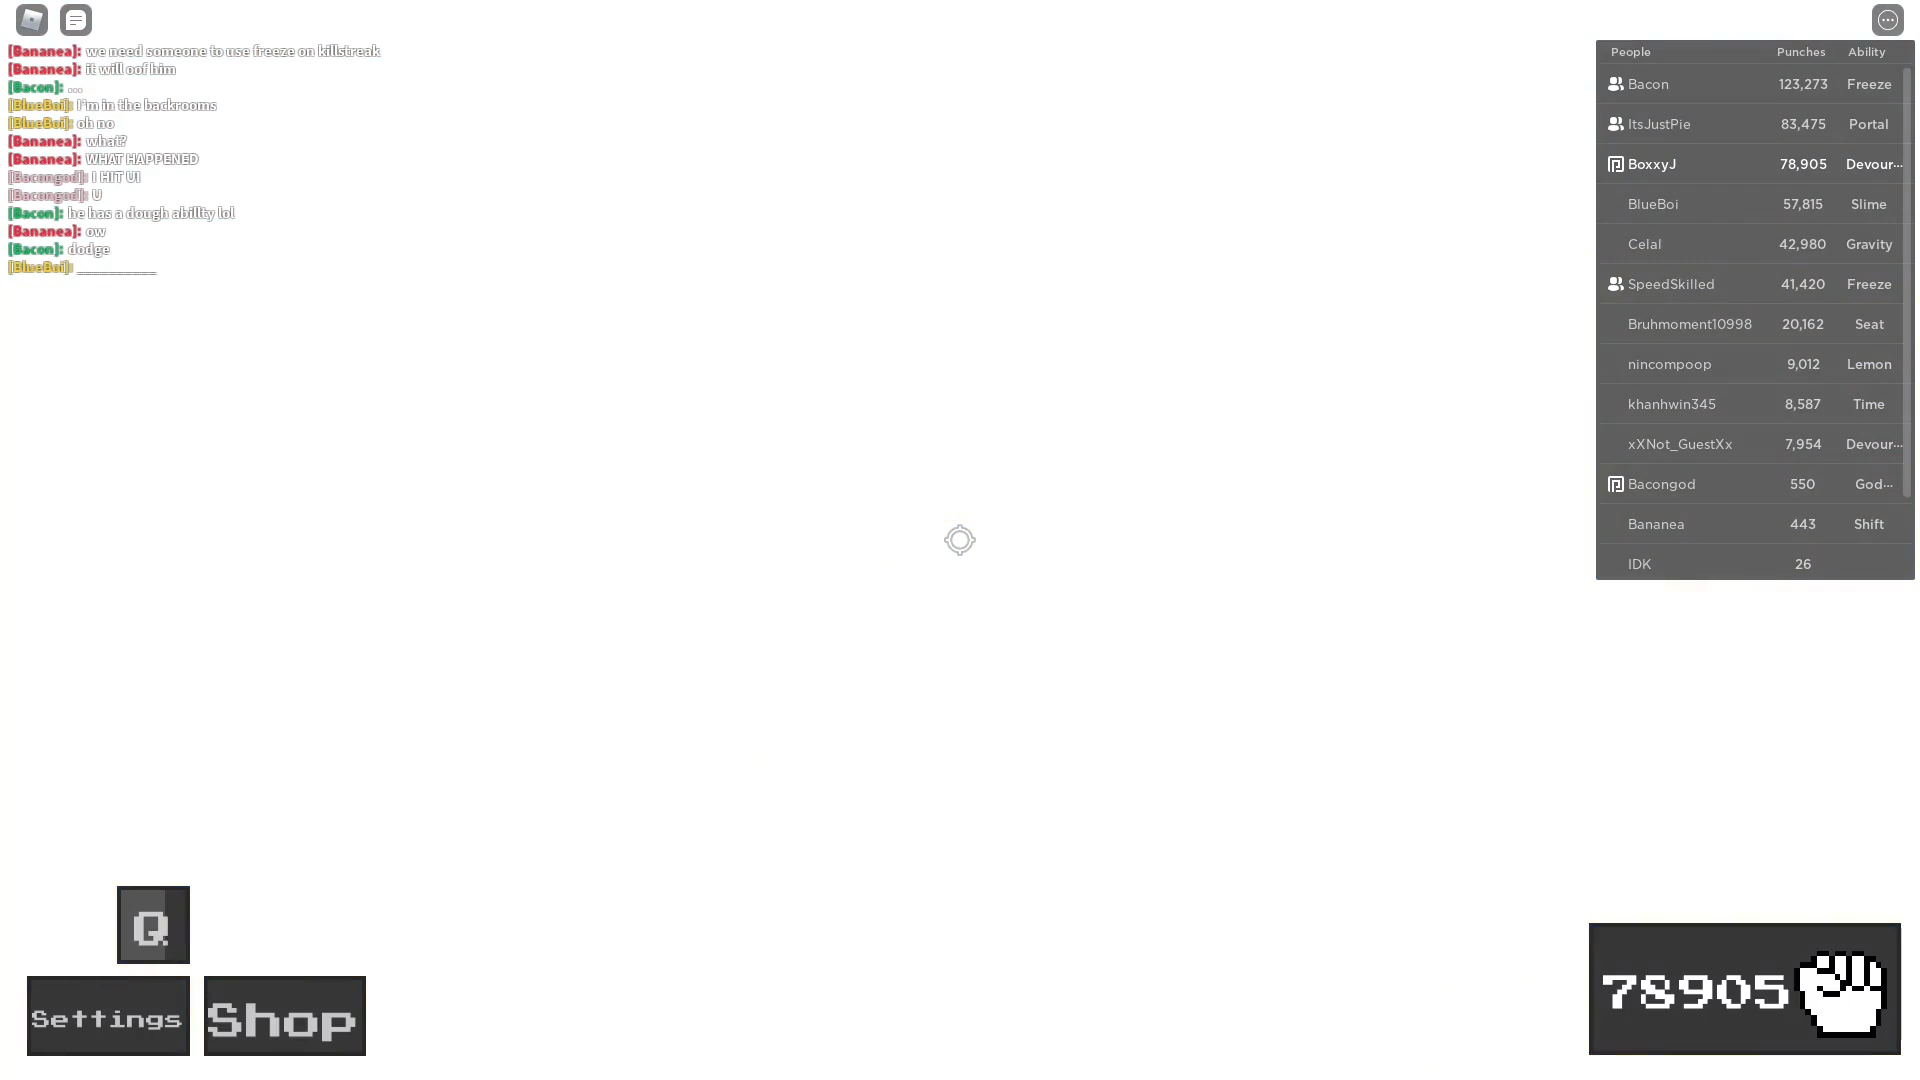 [Bananea]: we need someone to use freeze on killstreak
[Bananea]: it will oof him
[Bacon]: ...
[BlueBoi]: I'm in the backrooms
[BlueBoi]: oh no
[Bananea]: what?
[Bananea]: WHAT HAPPENED
[Bacongod]: I HIT UI
[Bacongod]: U
[Bacon]: he has a dough abillty lol
[Bananea]: ow
[Bacon]: dodge
[BlueBoi]: __________
People Punches Ability
Bacon 123,273 Freeze
ItsJustPie 83,475 Portal
BoxxyJ 78,905 Devour...
BlueBoi 57,815 Slime
Celal 42,980 Gravity
SpeedSkilled 41,420 Freeze
Bruhmoment10998 20,162 Seat
nincompoop 9,012 Lemon
khanhwin345 8,587 Time
xXNot_GuestXx 7,954 Devour...
Bacongod 550 God...
Bananea 443 Shift
IDK 26
Q
Settings
Shop
78905